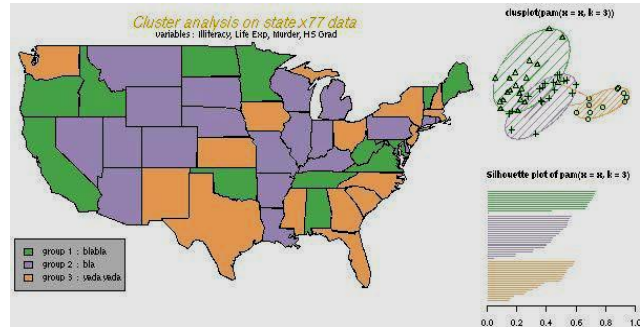 Cluster analysis on state x77 data
variables : Illiteracy, Life Exp, Murder, HS Grad
clusplot(pam(x = x, k = 3))
group 1 : blabla
group 2 : bla
group 3 : sada sada
Silhouette plot of pam(x = x, k = 3)
0.0 0.2 0.4 0.6 0.8 1.0